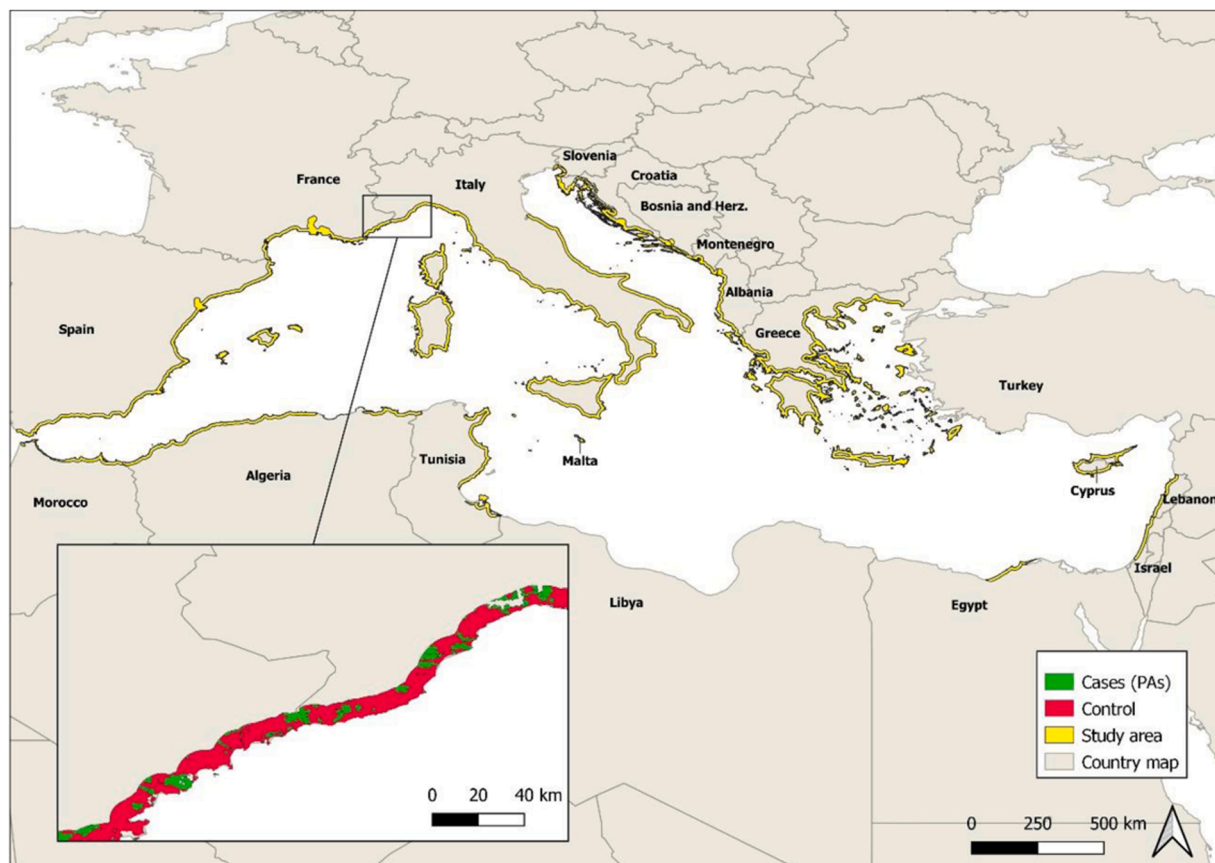 Slovenia
France
Italy
Croatia
Bosnia and Herz.
Montenegro
Albania
Spain
Greece
Turkey
Tunisia
Malta
Algeria
Cyprus
Morocco
Lebanon
Israel
Libya
Egypt
Cases (PAs)
Control
Study area
Country map
0 20 40 km
0 250 500 km